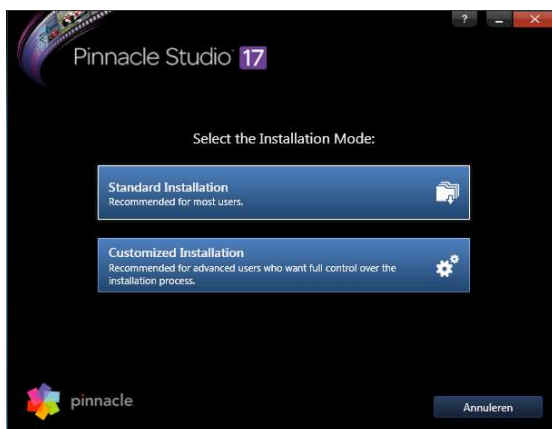 ?
Pinnacle Studio 17
Select the Installation Mode:
Standard Installation
Recommended for most users.
Customized Installation
Recommended for advanced users who want full control over the
installation process.
pinnacle
Annuleren